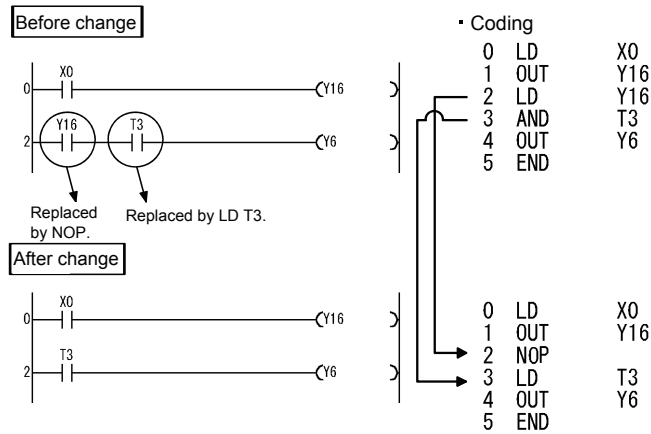 Before change
▪ Coding
X0
0
Y16
Y16
T3
2
Y6
Replaced
by NOP.
Replaced by LD T3.
0 LD X0
1 OUT Y16
2 LD Y16
3 AND T3
4 OUT Y6
5 END
After change
X0
0
Y16
T3
2
Y6
0 LD X0
1 OUT Y16
2 NOP
3 LD T3
4 OUT Y6
5 END